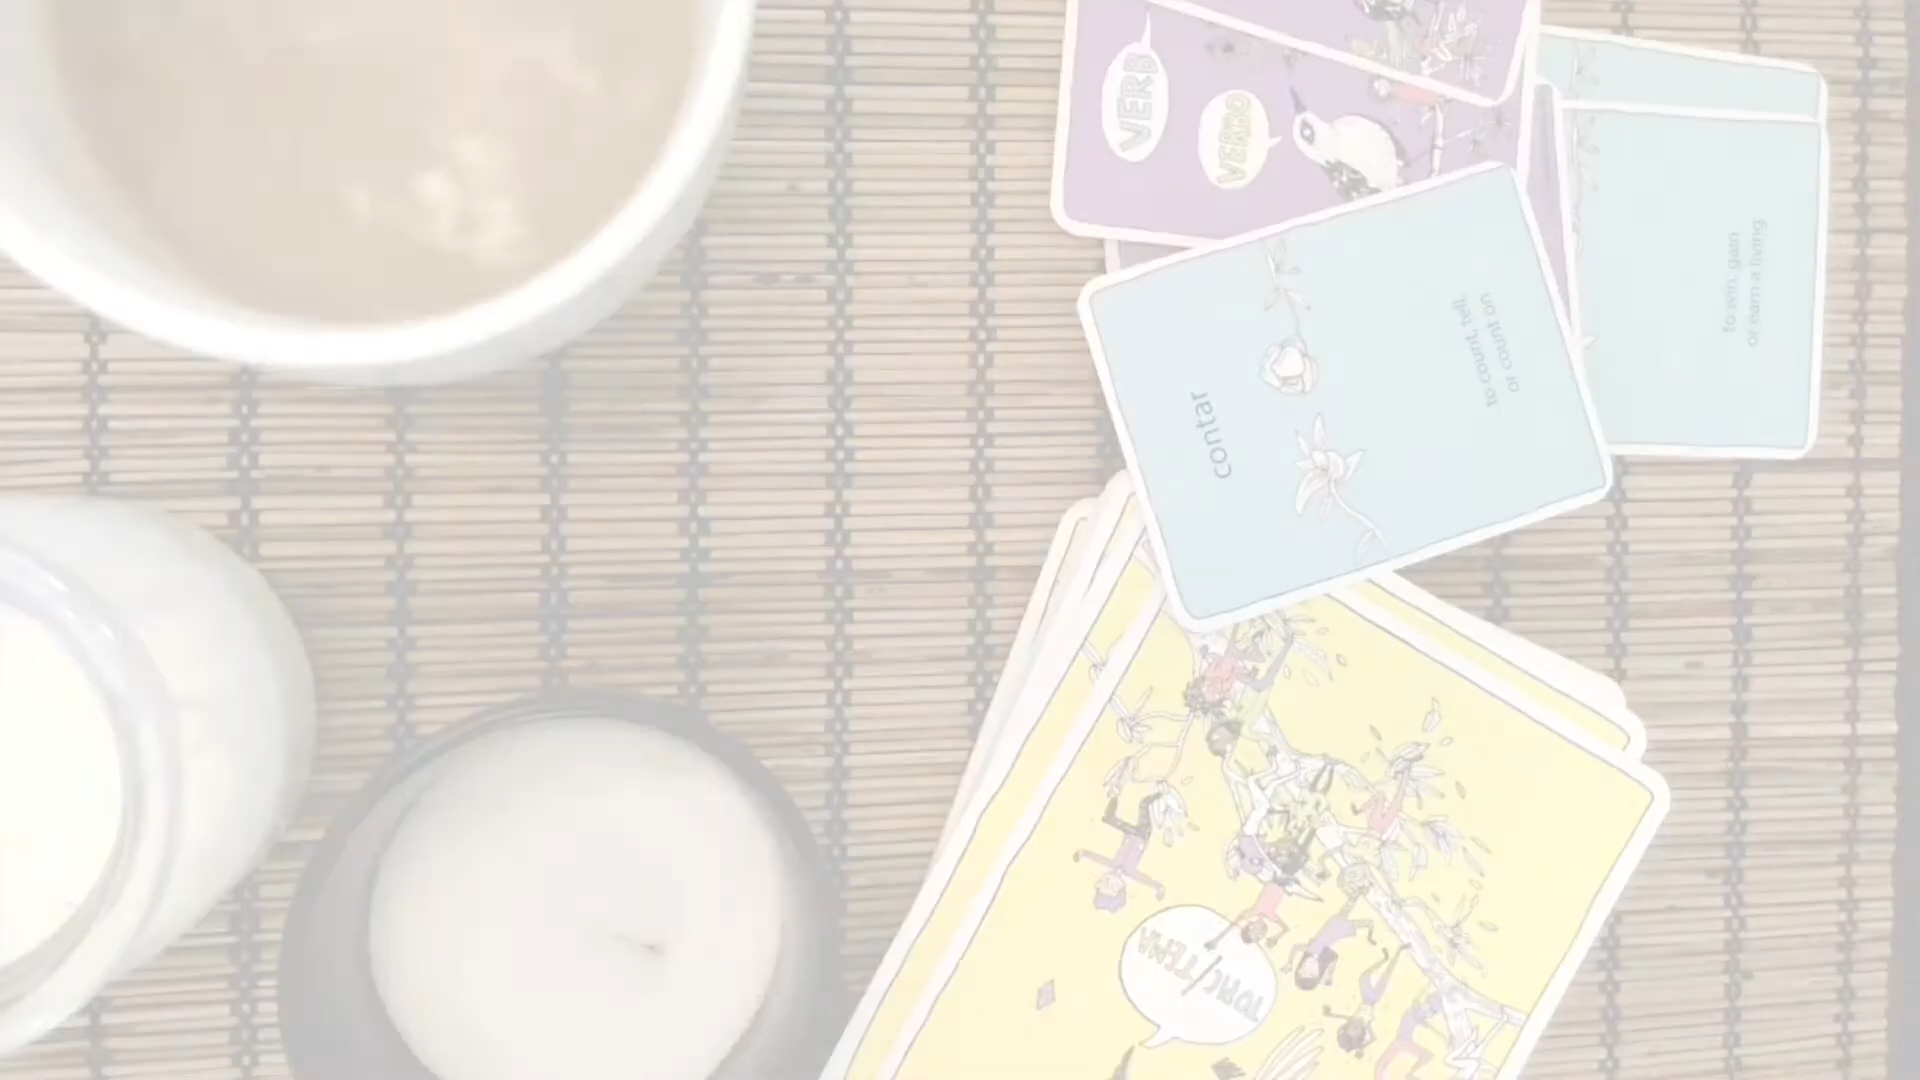 VERB
VERBO
contar
to count, tell,
or count on
to win, gain
or earn a living
TOPIC/TEMA